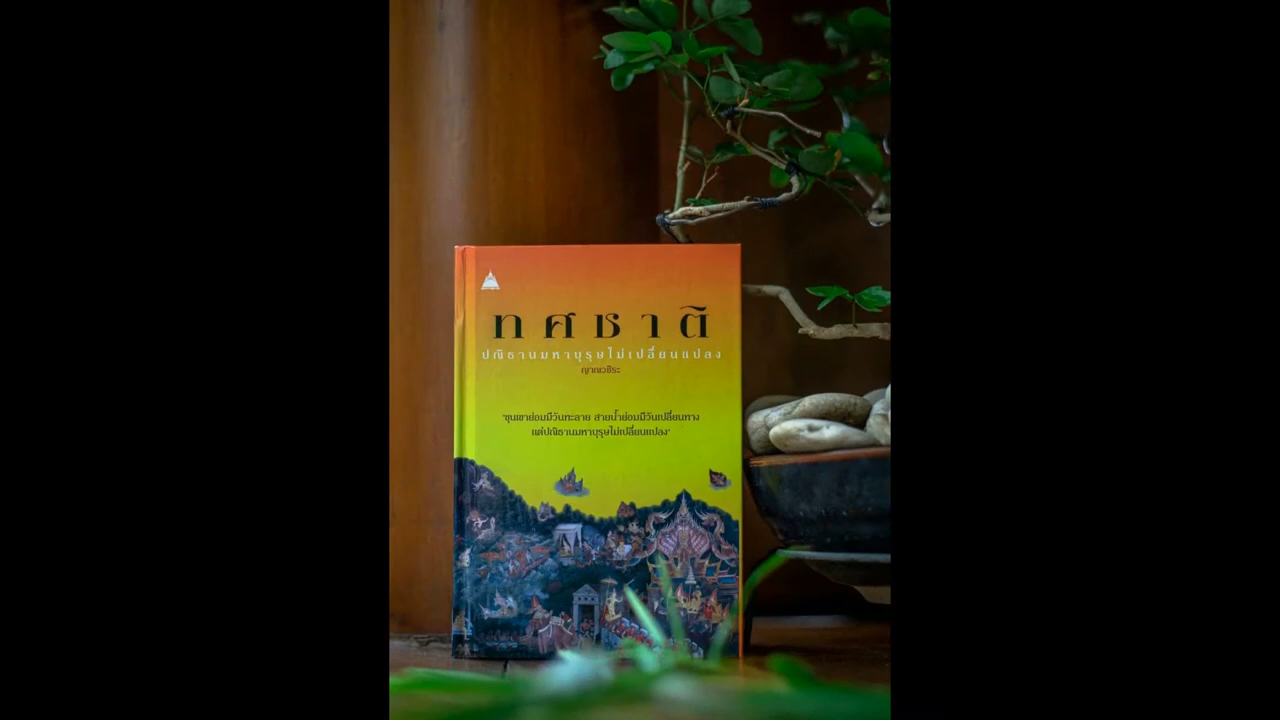 ทศชาติ
ปณิธานมหาบุรุษไม่เปลี่ยนแปลง
ญาณวชิระ
"ขุนเขาย่อมมีวันทะลาย สายน้ำย่อมมีวันเปลี่ยนทาง
แต่ปณิธานมหาบุรุษไม่เปลี่ยนแปลง"